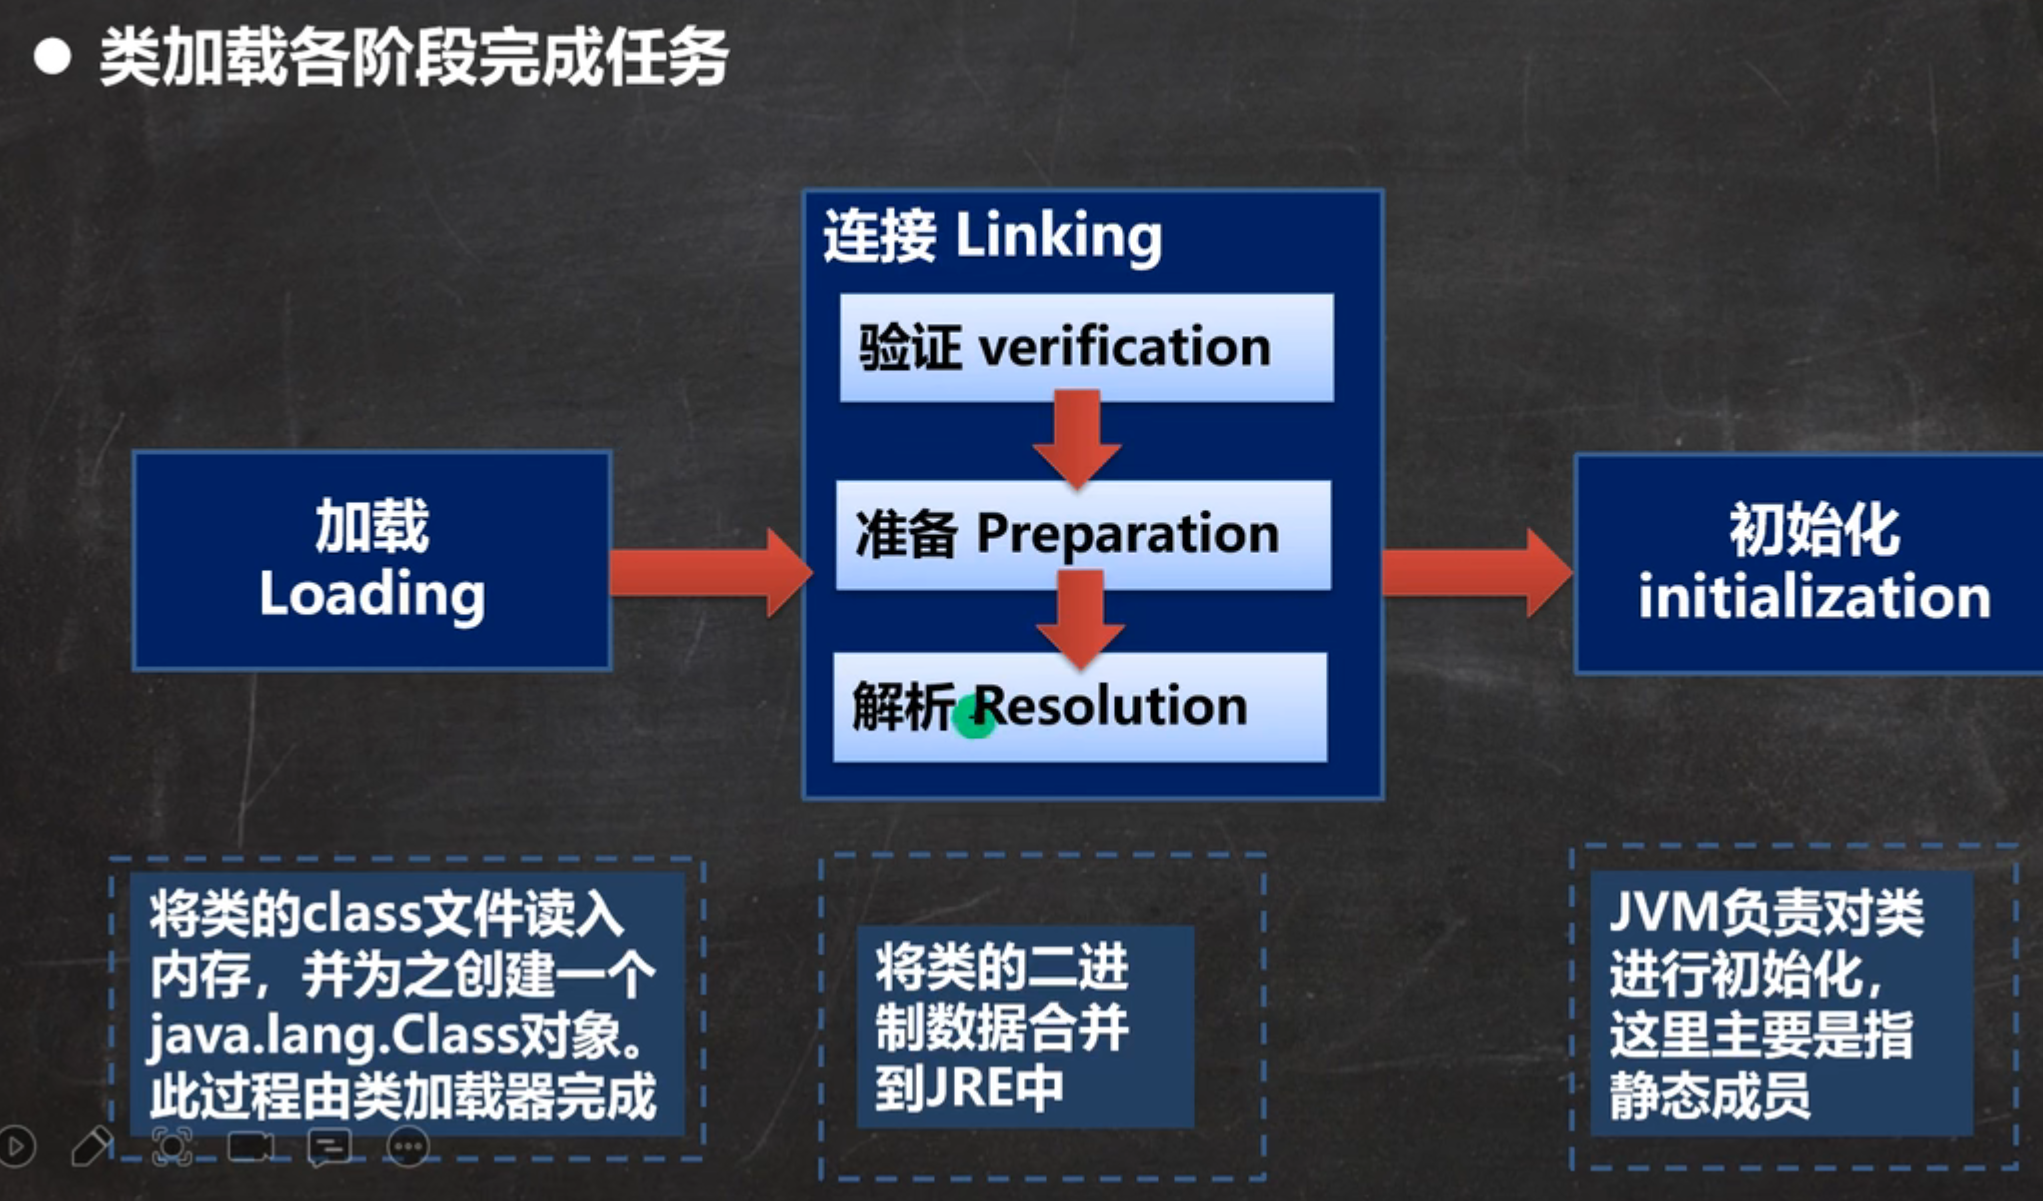 ● 类加载各阶段完成任务
连接 Linking
验证 verification
准备 Preparation
解析 Resolution
加载
Loading
初始化
initialization
将类的class文件读入
内存，并为之创建一个
java.lang.Class对象。
此过程由类加载器完成
将类的二进
制数据合并
到JRE中
JVM负责对类
进行初始化，
这里主要是指
静态成员